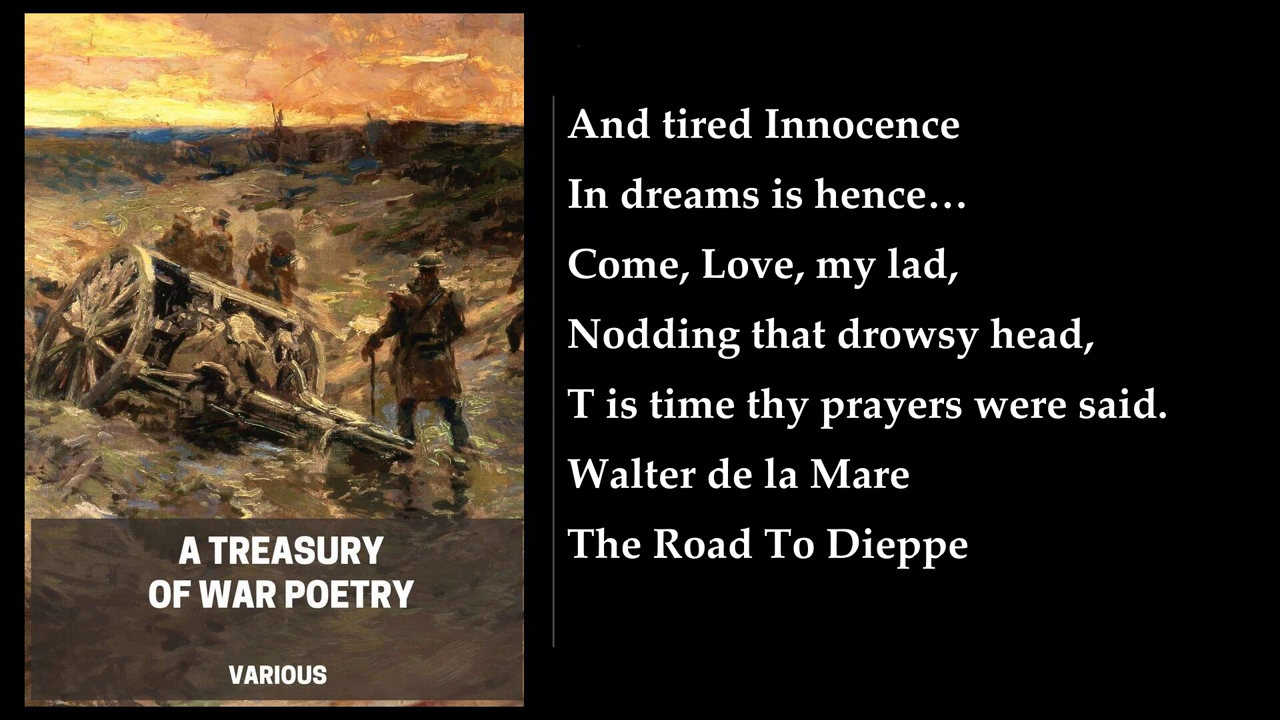 A TREASURY
OF WAR POETRY
VARIOUS
And tired Innocence
In dreams is hence…
Come, Love, my lad,
Nodding that drowsy head,
T is time thy prayers were said.
Walter de la Mare
The Road To Dieppe